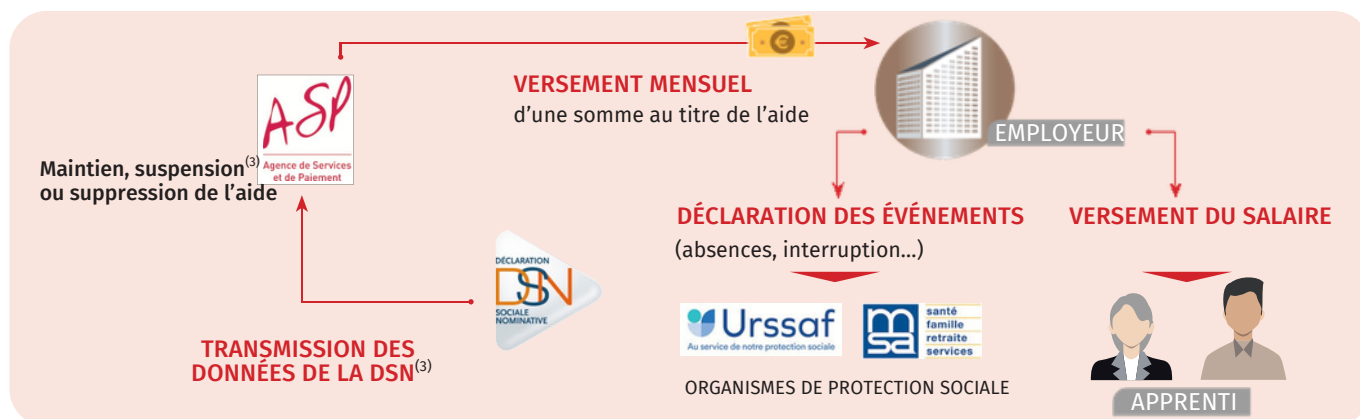 ASP
Agence de Services
et de Paiement
Maintien, suspension(3)
ou suppression de l’aide
VERSEMENT MENSUEL
d’une somme au titre de l’aide
€
EMPLOYEUR
DÉCLARATION DES ÉVÉNEMENTS
(absences, interruption...)
VERSEMENT DU SALAIRE
DÉCLARATION
DSN
SOCIALE
NOMINATIVE
TRANSMISSION DES
DONNÉES DE LA DSN(3)
Urssaf
Au service de notre protection sociale
msa
santé
famille
retraite
services
ORGANISMES DE PROTECTION SOCIALE
APPRENTI